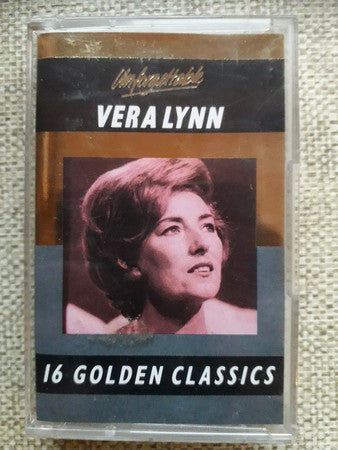 Unforgettable
VERA LYNN
16 GOLDEN CLASSICS